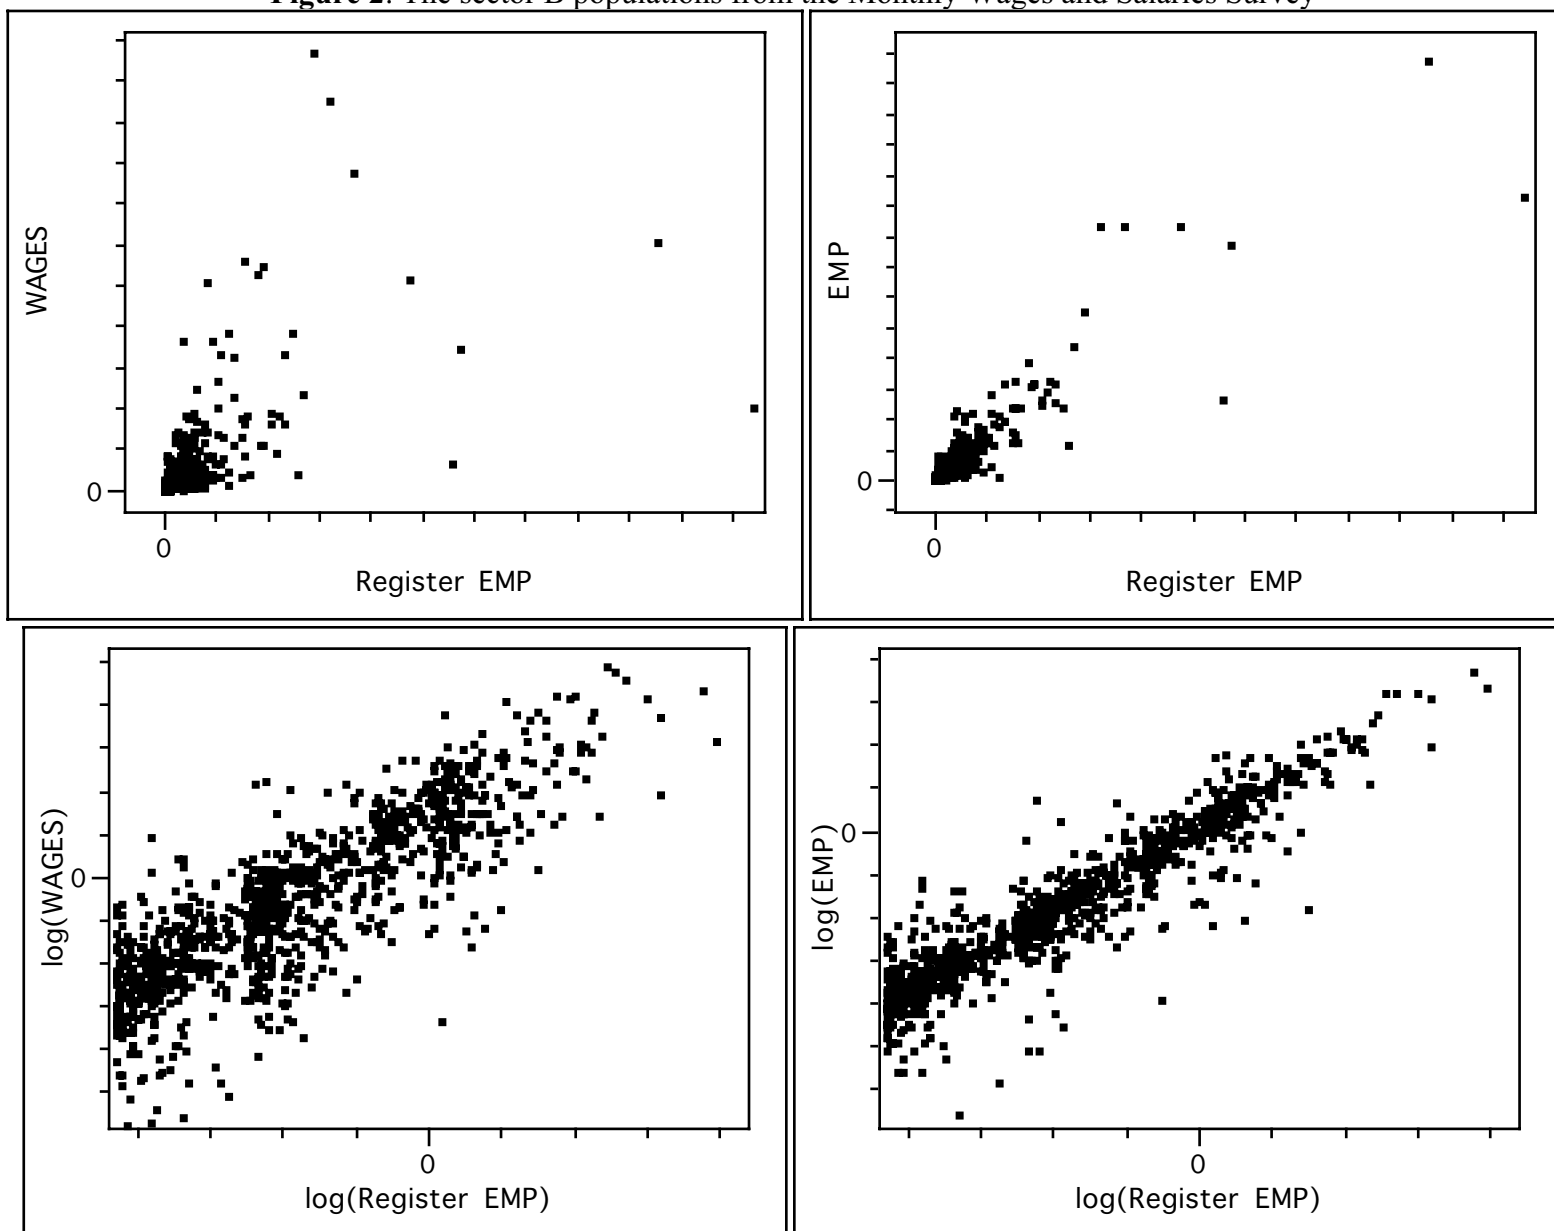 Figure 2: The sector B populations from the Monthly Wages and Salaries Survey
WAGES
0
0
Register EMP
EMP
0
0
Register EMP
log(WAGES)
0
0
log(Register EMP)
log(EMP)
0
0
log(Register EMP)